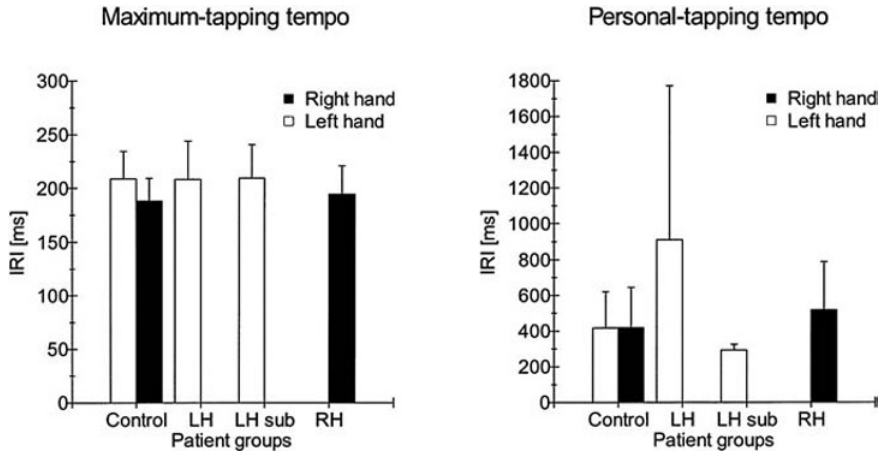 Maximum-tapping tempo
300
250
200
150
100
50
0
IRI [ms]
Right hand
Left hand
Control LH LH sub RH
Patient groups
Personal-tapping tempo
1800
1600
1400
1200
1000
800
600
400
200
0
IRI [ms]
Right hand
Left hand
Control LH LH sub RH
Patient groups